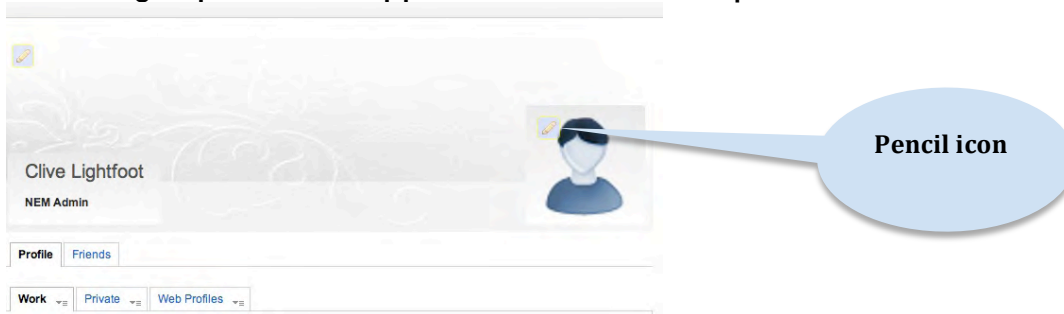 Clive Lightfoot
NEM Admin
Pencil icon
Profile Friends
Work Private Web Profiles